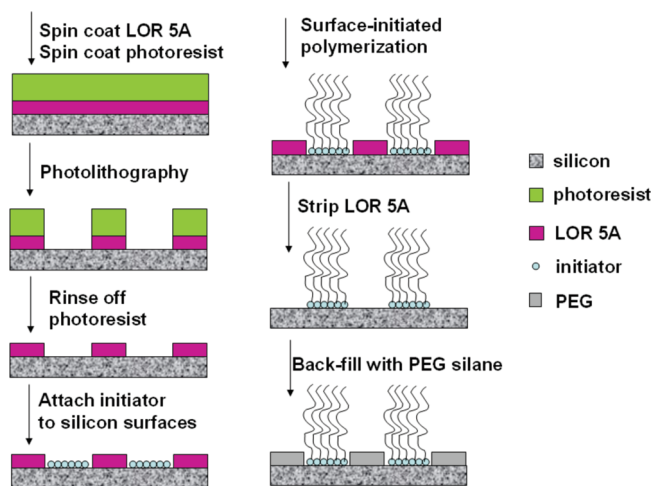 Spin coat LOR 5A
Spin coat photoresist
Photolithography
Rinse off
photoresist
Attach initiator
to silicon surfaces
Surface-initiated
polymerization
Strip LOR 5A
Back-fill with PEG silane
silicon
photoresist
LOR 5A
initiator
PEG